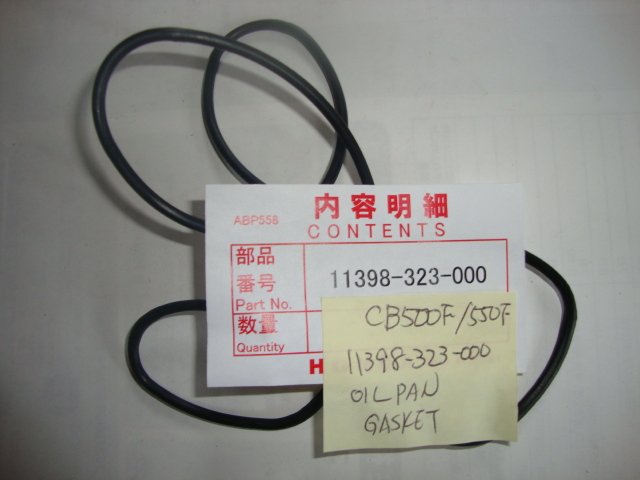 内容明細
ABP558
CONTENTS
部品
番号
Part No.
11398-323-000
数量
Quantity
H
CB500F/550F
11398-323-000
OIL PAN
GASKET